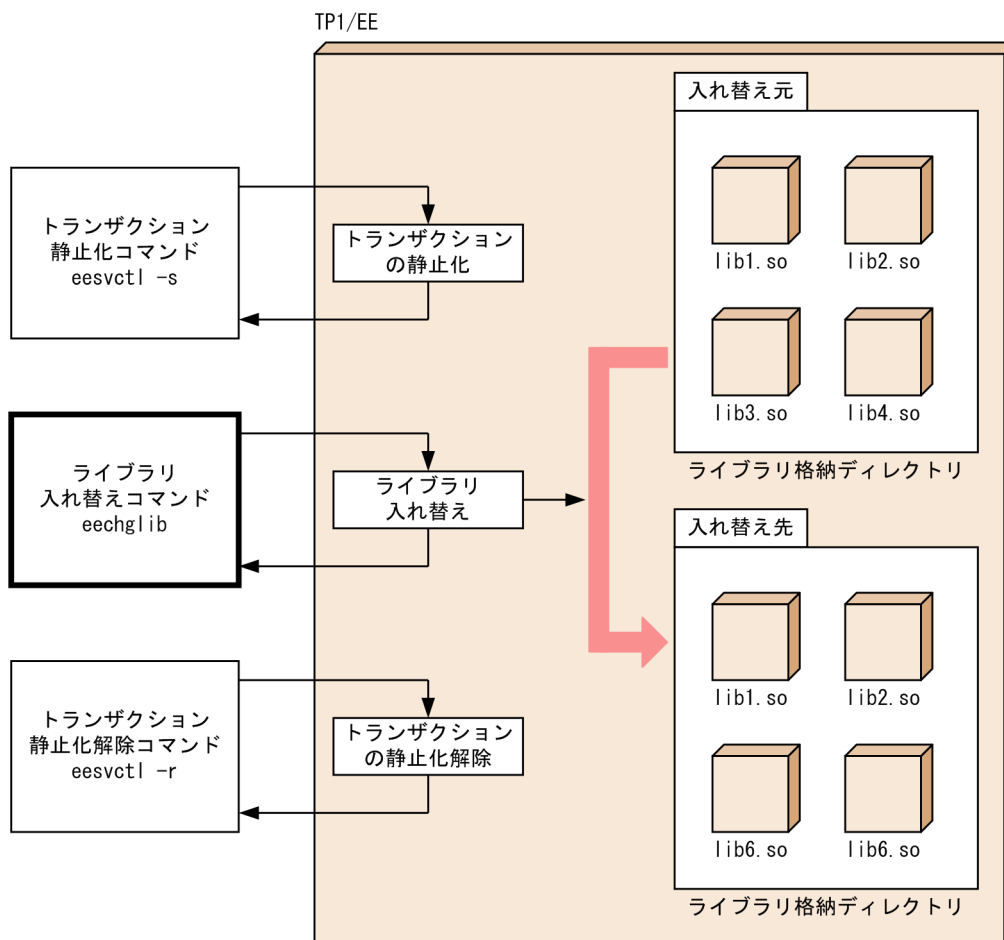 TP1/EE
トランザクション
静止化コマンド
eesvctl -s
トランザクション
の静止化
入れ替え元
lib1.so
lib2.so
lib3.so
lib4.so
ライブラリ格納ディレクトリ
ライブラリ
入れ替えコマンド
eechglib
ライブラリ
入れ替え
入れ替え先
lib1.so
lib2.so
lib6.so
lib6.so
ライブラリ格納ディレクトリ
トランザクション
静止化解除コマンド
eesvctl -r
トランザクション
の静止化解除